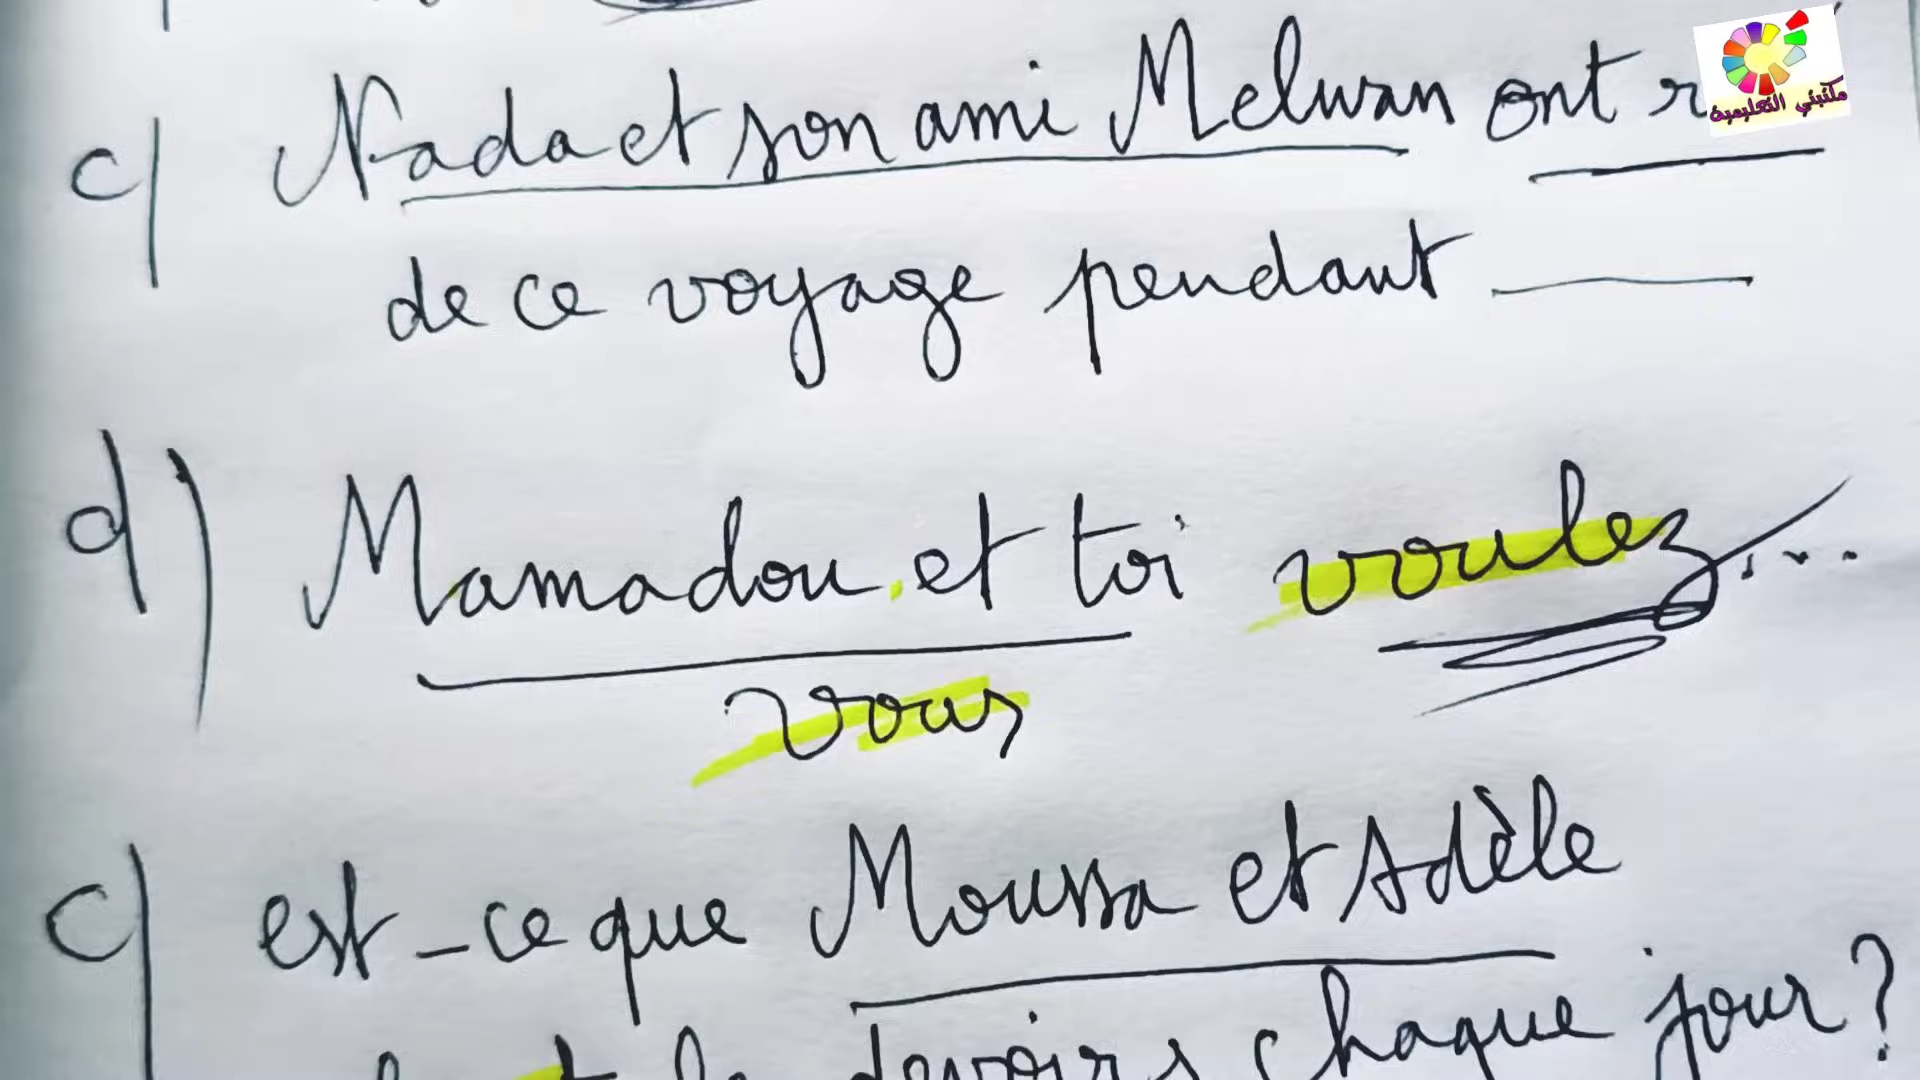 c) Nada et son ami Melwan ont
مكتبتي التعليمية
de ce voyage pendant
d) Mamadou et toi voulez ...
vous
c) est-ce que Moussa et Adèle
devoirs chaque jour ?